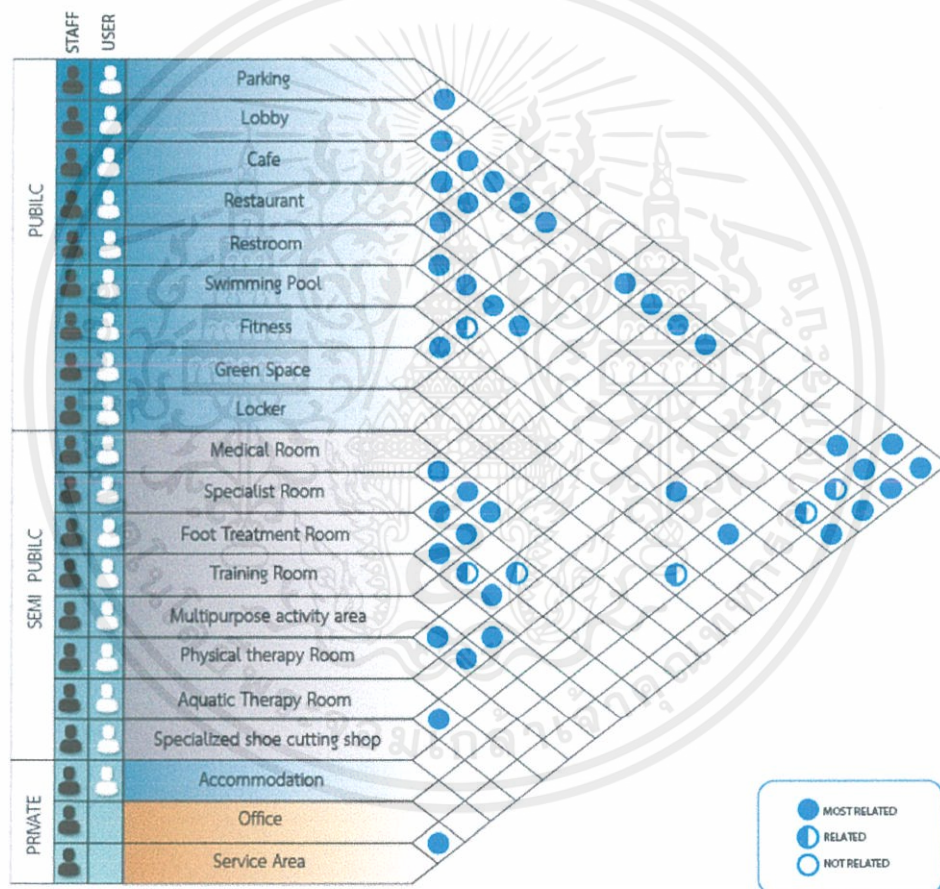 STAFF
USER
PUBILC
Parking
Lobby
Cafe
Restaurant
Restroom
Swimming Pool
Fitness
Green Space
Locker
SEMI PUBILC
Medical Room
Specialist Room
Foot Treatment Room
Training Room
Multipurpose activity area
Physical therapy Room
Aquatic Therapy Room
Specialized shoe cutting shop
PRIVATE
Accommodation
Office
Service Area
MOST RELATED
RELATED
NOT RELATED